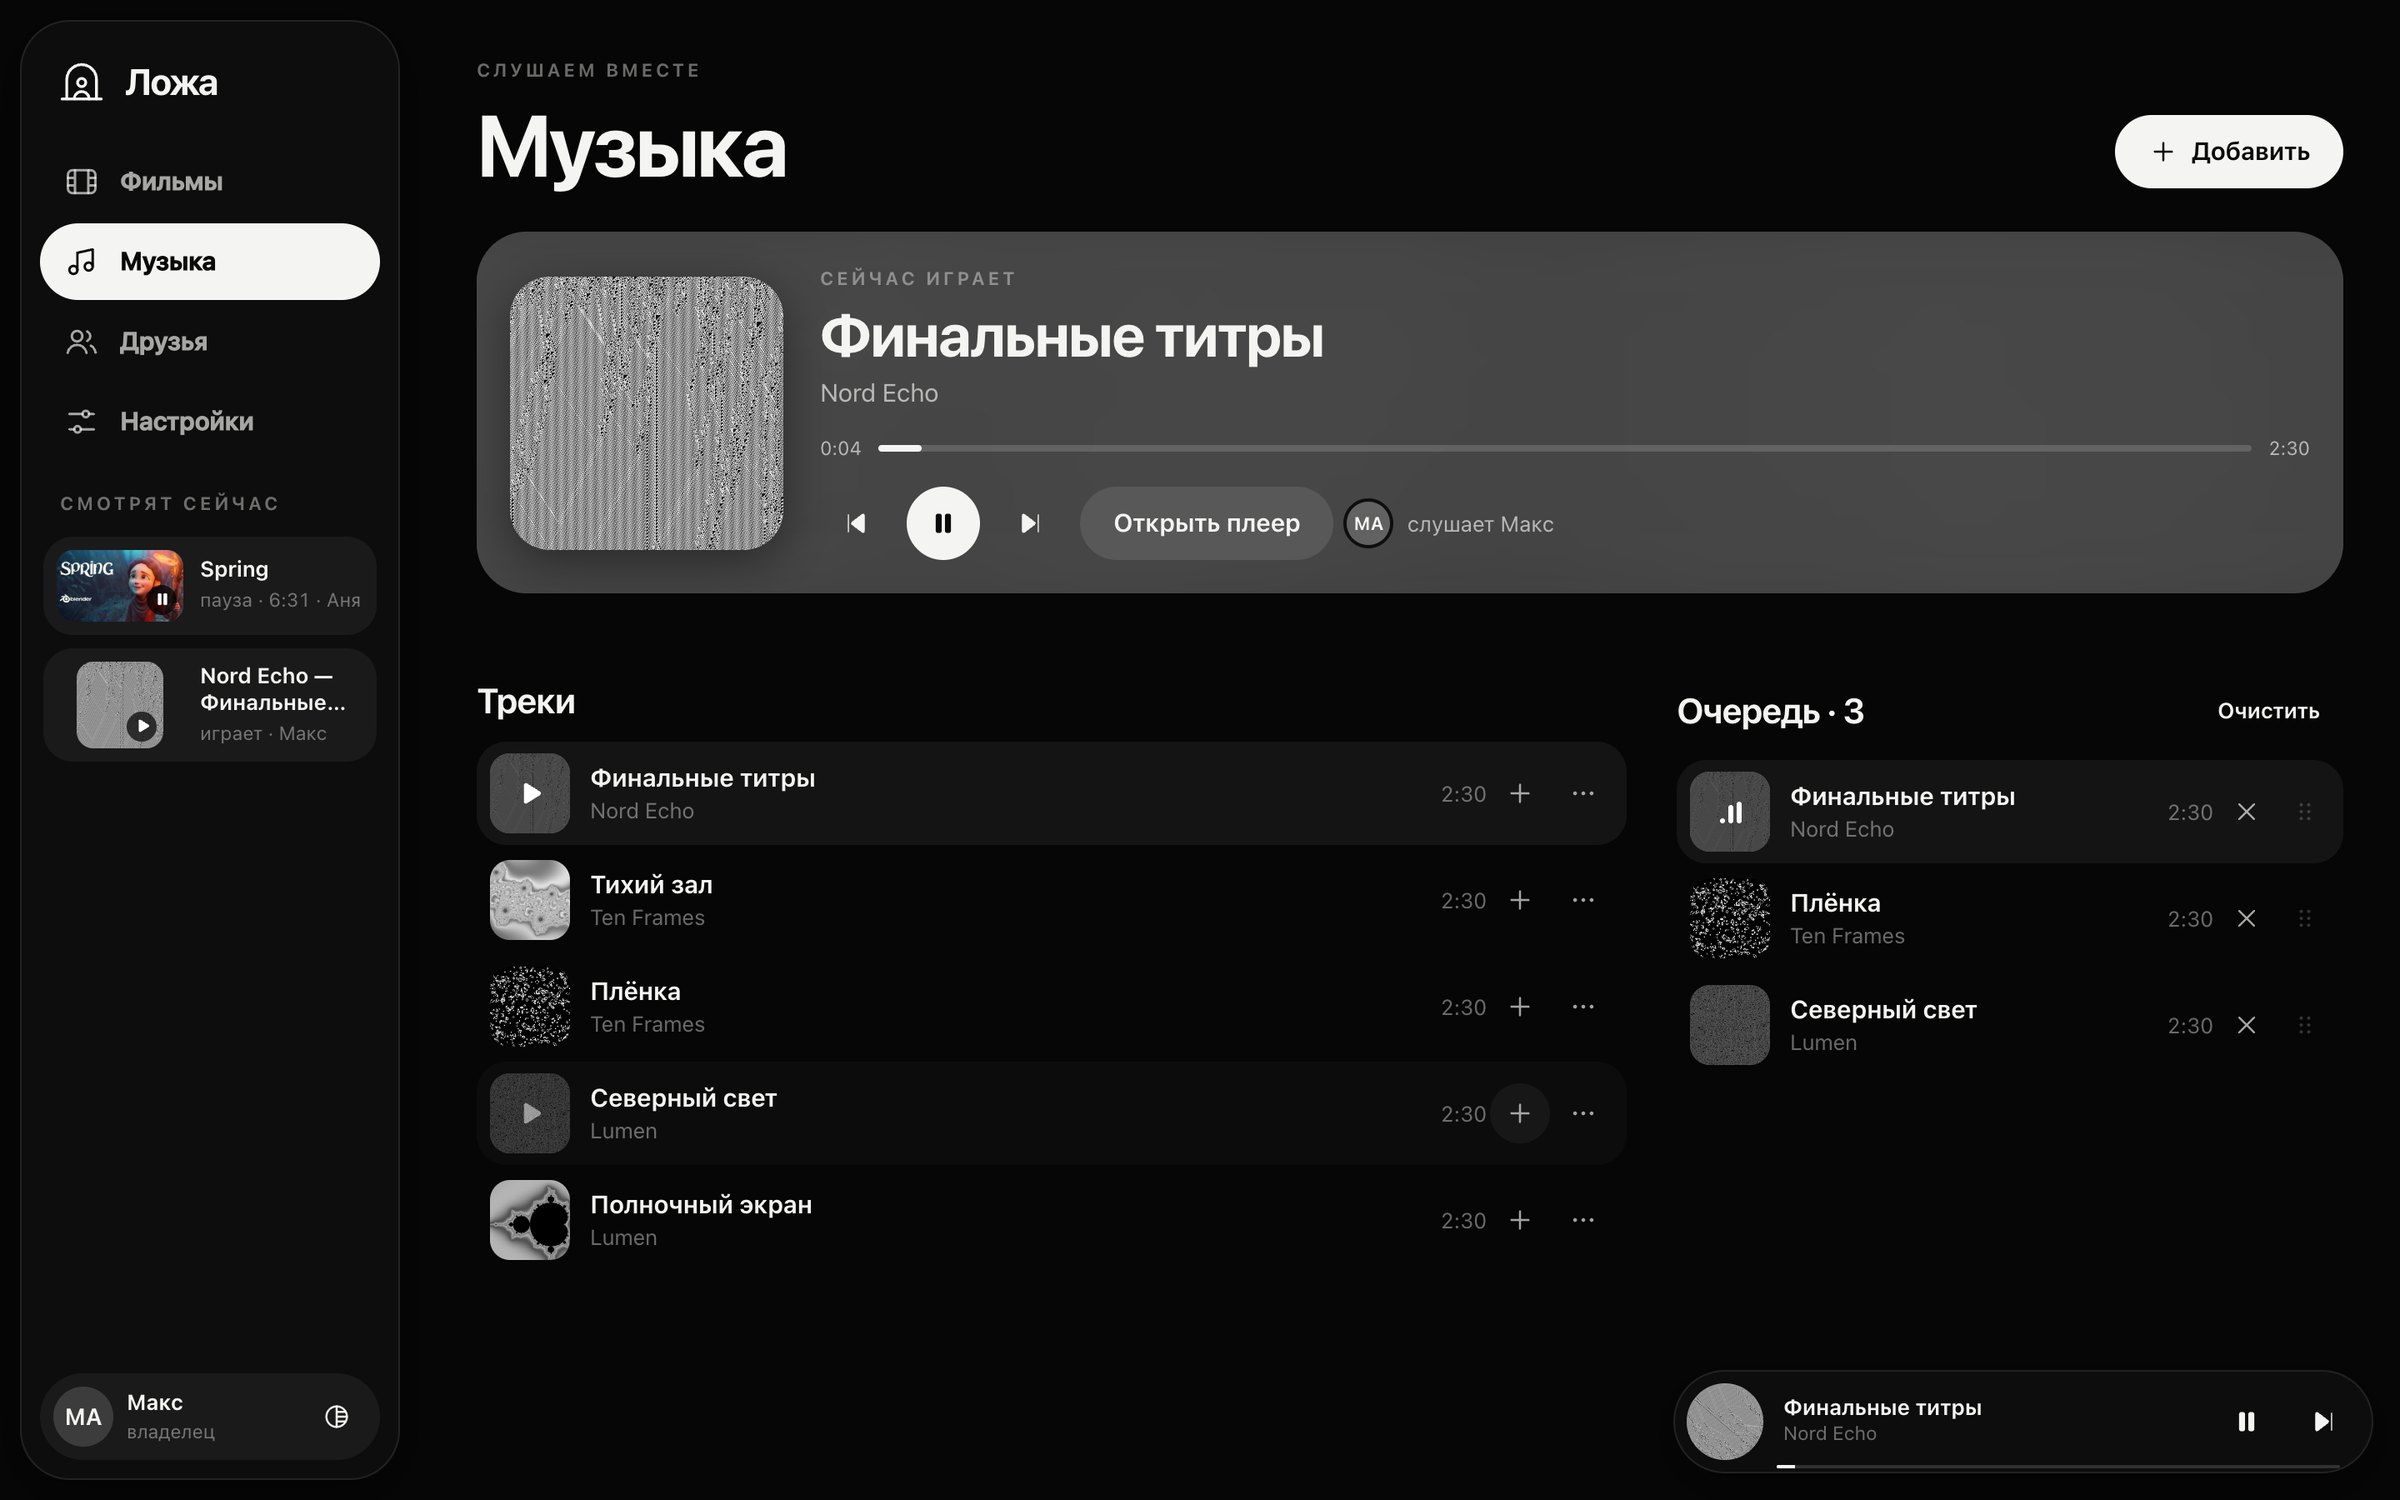 Ложа
Фильмы
Музыка
Друзья
Настройки
СМОТРЯТ СЕЙЧАС
SPRING
blender
Spring
пауза · 6:31 · Аня
Nord Echo —
Финальные...
играет · Макс
МА
Макс
владелец
СЛУШАЕМ ВМЕСТЕ
Музыка
Добавить
СЕЙЧАС ИГРАЕТ
Финальные титры
Nord Echo
0:04
2:30
Открыть плеер
МА
слушает Макс
Треки
Финальные титры
Nord Echo
2:30
Тихий зал
Ten Frames
2:30
Плёнка
Ten Frames
2:30
Северный свет
Lumen
2:30
Полночный экран
Lumen
2:30
Очередь · 3
Очистить
Финальные титры
Nord Echo
2:30
Плёнка
Ten Frames
2:30
Северный свет
Lumen
2:30
Финальные титры
Nord Echo